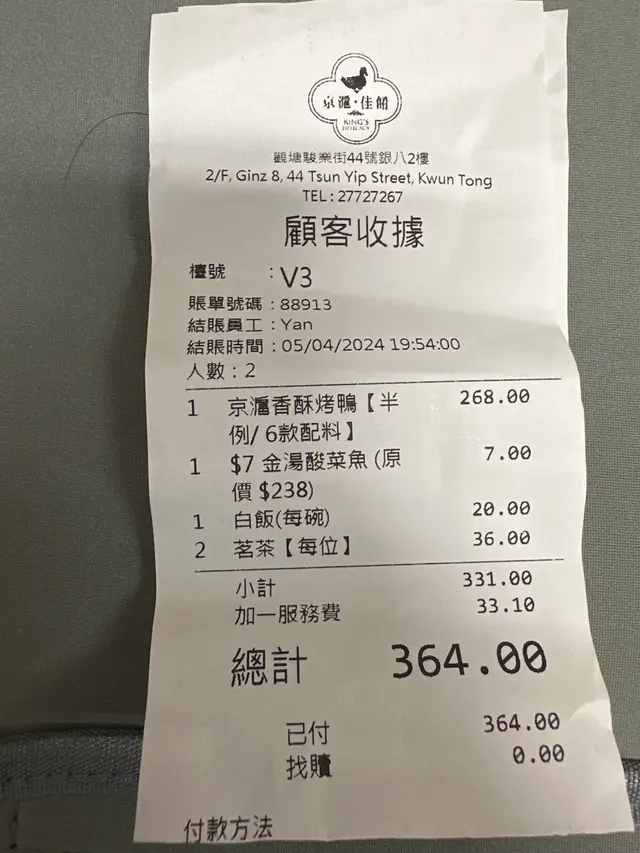 京滬·佳餚
KING'S
DELICACY
觀塘駿業街44號銀八2樓
2/F, Ginz 8, 44 Tsun Yip Street, Kwun Tong
TEL : 27727267
顧客收據
檯號 : V3
賬單號碼 : 88913
結賬員工 : Yan
結賬時間 : 05/04/2024 19:54:00
人數 : 2
1 京滬香酥烤鴨【半 268.00
例/ 6款配料】
1 $7 金湯酸菜魚 (原 7.00
價 $238)
1 白飯(每碗) 20.00
2 茗茶【每位】 36.00
小計 331.00
加一服務費 33.10
總計 364.00
已付 364.00
找贖 0.00
付款方法